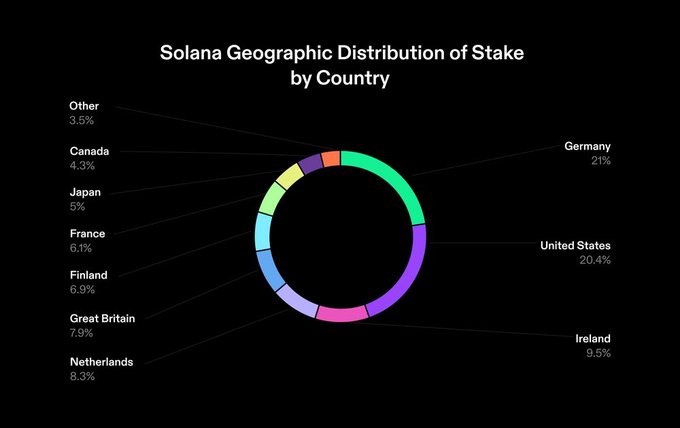 Solana Geographic Distribution of Stake
by Country
Other
3.5%
Canada
4.3%
Japan
5%
France
6.1%
Finland
6.9%
Great Britain
7.9%
Netherlands
8.3%
Germany
21%
United States
20.4%
Ireland
9.5%